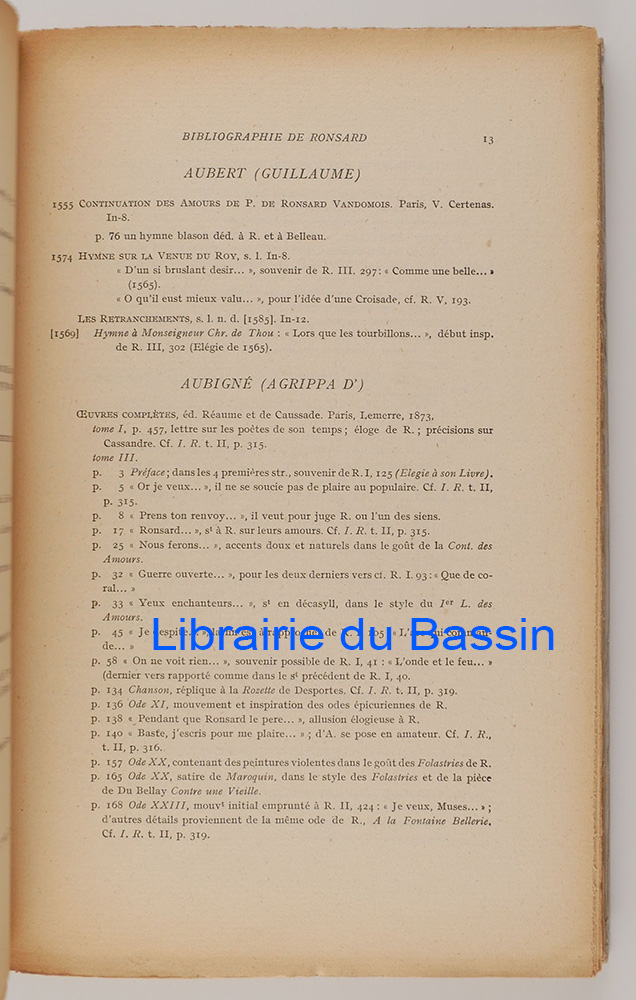 BIBLIOGRAPHIE DE RONSARD 13
AUBERT (GUILLAUME)
1555 CONTINUATION DES AMOURS DE P. DE RONSARD VANDOMOIS. Paris, V. Certenas.
In-8.
p. 76 un hymne blason déd. à R. et à Belleau.
1574 HYMNE SUR LA VENUE DU ROY, s. l. In-8.
« D'un si bruslant desir... », souvenir de R. III. 297 : « Comme une belle... »
(1565).
« O qu'il eust mieux valu... », pour l'idée d'une Croisade, cf. R. V, 193.
LES RETRANCHEMENTS, s. l. n. d. [1585]. In-12.
[1569] Hymne à Monseigneur Chr. de Thou : « Lors que les tourbillons... », début insp.
de R. III, 302 (Elégie de 1565).
AUBIGNÉ (AGRIPPA D')
ŒUVRES COMPLÈTES, éd. Réaume et de Caussade. Paris, Lemerre, 1873,
tome I, p. 457, lettre sur les poètes de son temps ; éloge de R. ; précisions sur
Cassandre. Cf. I. R. t. II, p. 315.
tome III.
p. 3 Préface ; dans les 4 premières str., souvenir de R. I, 125 (Elegie à son Livre).
p. 5 « Or je veux... », il ne se soucie pas de plaire au populaire. Cf. I. R. t. II,
p. 315.
p. 8 « Prens ton renvoy... », il veut pour juge R. ou l'un des siens.
p. 17 « Ronsard... », st à R. sur leurs amours. Cf. I. R. t. II, p. 315.
p. 25 « Nous ferons... », accents doux et naturels dans le goût de la Cont. des
Amours.
p. 32 « Guerre ouverte... », pour les deux derniers vers cf. R. I. 93 : « Que de co-
ral... »
p. 33 « Yeux enchanteurs... », st en décasyll, dans le style du Ier L. des
Amours.
p. 45 « Je despite... » à rapprocher de R. I, 105
de... »
Librairie du Bassin
p. 58 « On ne voit rien... », souvenir possible de R. I, 41 : « L'onde et le feu... »
(dernier vers rapporté comme dans le st précédent de R. I, 40.
p. 134 Chanson, réplique à la Rozette de Desportes. Cf. I. R. t. II, p. 319.
p. 136 Ode XI, mouvement et inspiration des odes épicuriennes de R.
p. 138 « Pendant que Ronsard le pere... », allusion élogieuse à R.
p. 140 « Baste, j'escris pour me plaire... » ; d'A. se pose en amateur. Cf. I. R.,
t. II, p. 316.
p. 157 Ode XX, contenant des peintures violentes dans le goût des Folastries de R.
p. 165 Ode XX, satire de Maroquin, dans le style des Folastries et de la pièce
de Du Bellay Contre une Vieille.
p. 168 Ode XXIII, mouvt initial emprunté à R. II, 424 : « Je veux, Muses... » ;
d'autres détails proviennent de la même ode de R., A la Fontaine Bellerie.
Cf. I. R. t. II, p. 319.